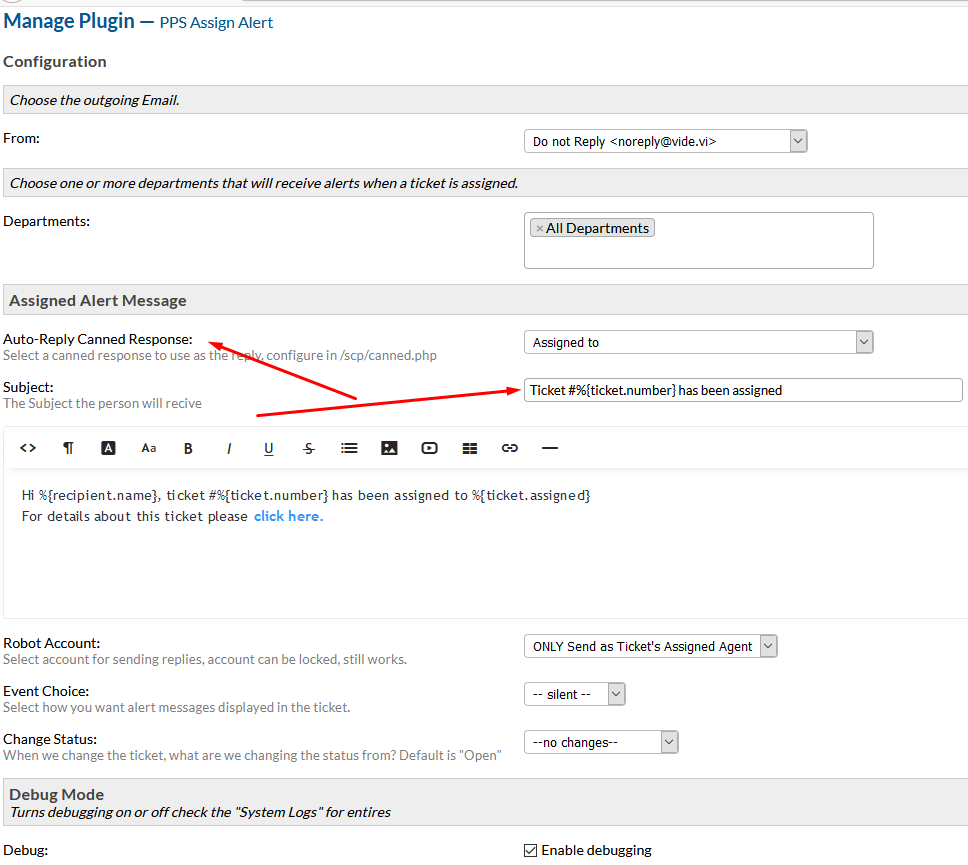 Manage Plugin — PPS Assign Alert
Configuration
Choose the outgoing Email.
From:
Do not Reply <noreply@vide.vi>
Choose one or more departments that will receive alerts when a ticket is assigned.
Departments:
× All Departments
Assigned Alert Message
Auto-Reply Canned Response:
Select a canned response to use as the reply, configure in /scp/canned.php
Assigned to
Subject:
The Subject the person will recive
Ticket #%{ticket.number} has been assigned
<> ¶ A Aa B I U S
Hi %{recipient.name}, ticket #%{ticket.number} has been assigned to %{ticket.assigned}
For details about this ticket please click here.
Robot Account:
Select account for sending replies, account can be locked, still works.
ONLY Send as Ticket's Assigned Agent
Event Choice:
Select how you want alert messages displayed in the ticket.
-- silent --
Change Status:
When we change the ticket, what are we changing the status from? Default is "Open"
--no changes--
Debug Mode
Turns debugging on or off check the "System Logs" for entires
Debug:
Enable debugging